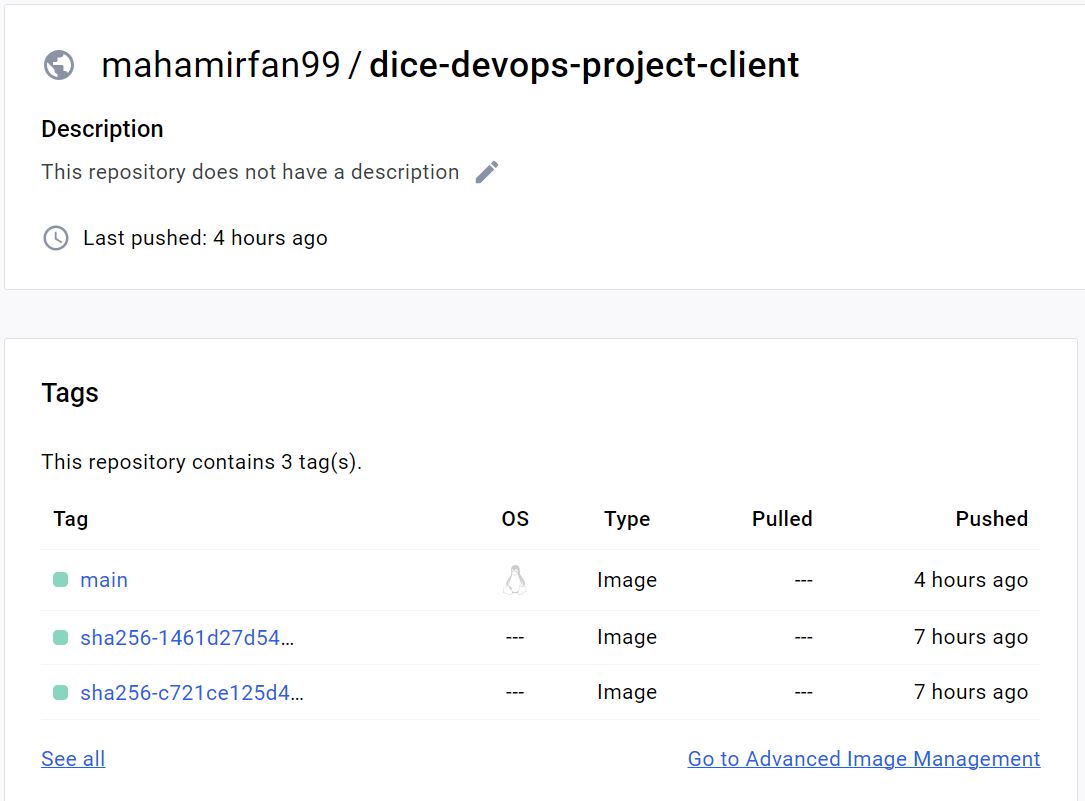 mahamirfan99 / dice-devops-project-client
Description
This repository does not have a description
Last pushed: 4 hours ago
Tags
This repository contains 3 tag(s).
Tag OS Type Pulled Pushed
main Image --- 4 hours ago
sha256-1461d27d54... --- Image --- 7 hours ago
sha256-c721ce125d4... --- Image --- 7 hours ago
See all Go to Advanced Image Management